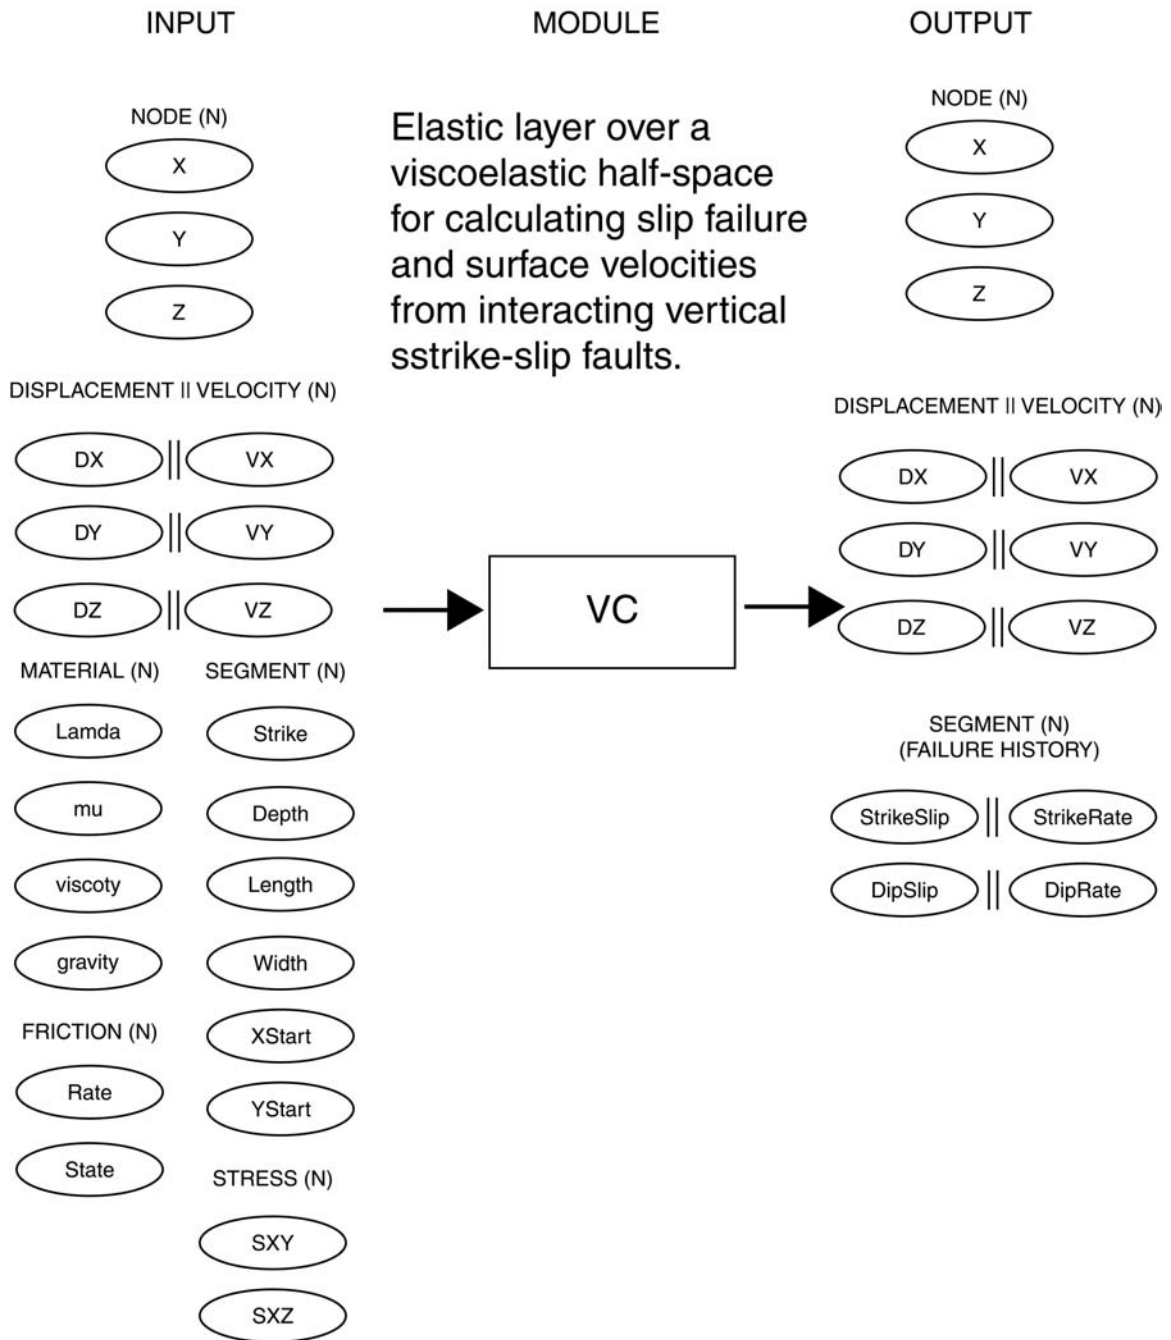 INPUT
MODULE
OUTPUT
NODE (N)
X
Y
Z
DISPLACEMENT || VELOCITY (N)
DX || VX
DY || VY
DZ || VZ
MATERIAL (N)
Lamda
mu
viscoty
gravity
FRICTION (N)
Rate
State
SEGMENT (N)
Strike
Depth
Length
Width
XStart
YStart
STRESS (N)
SXY
SXZ
Elastic layer over a
viscoelastic half-space
for calculating slip failure
and surface velocities
from interacting vertical
sstrike-slip faults.
VC
NODE (N)
X
Y
Z
DISPLACEMENT || VELOCITY (N)
DX || VX
DY || VY
DZ || VZ
SEGMENT (N)
(FAILURE HISTORY)
StrikeSlip || StrikeRate
DipSlip || DipRate